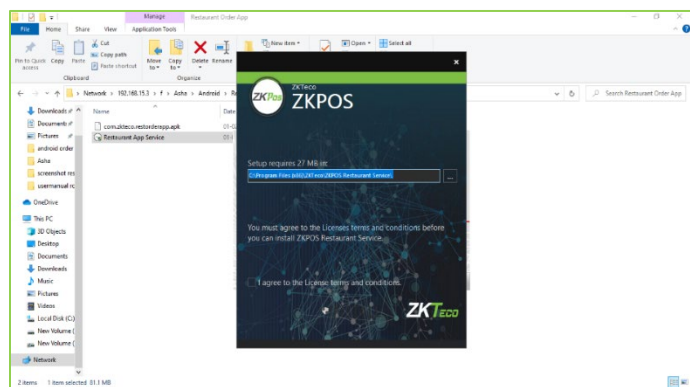 Manage
Restaurant Order App
File
Home
Share
View
Application Tools
Pin to Quick access
Copy
Paste
Cut
Copy path
Paste shortcut
Move to
Copy to
Delete
Rename
New item
Open
Select all
Clipboard
Organize
Network > 192.168.15.3 > f > Asha > Android >
Search Restaurant Order App
Name
Date
Downloads
Documents
Pictures
android order
Asha
screenshot res
usermanual rc
OneDrive
This PC
3D Objects
Desktop
Documents
Downloads
Music
Pictures
Videos
Local Disk (C:)
New Volume (
New Volume (
Network
com.zkteco.restorderapp.apk
Restaurant App Service
ZKPos
ZKTeco
ZKPOS
Setup requires 27 MB in:
C:\Program Files (x86)\ZKTeco\ZKPOS Restaurant Service\
...
You must agree to the Licenses terms and conditions before
you can install ZKPOS Restaurant Service.
I agree to the License terms and conditions.
ZKTeco
2 items
1 item selected 81.1 MB